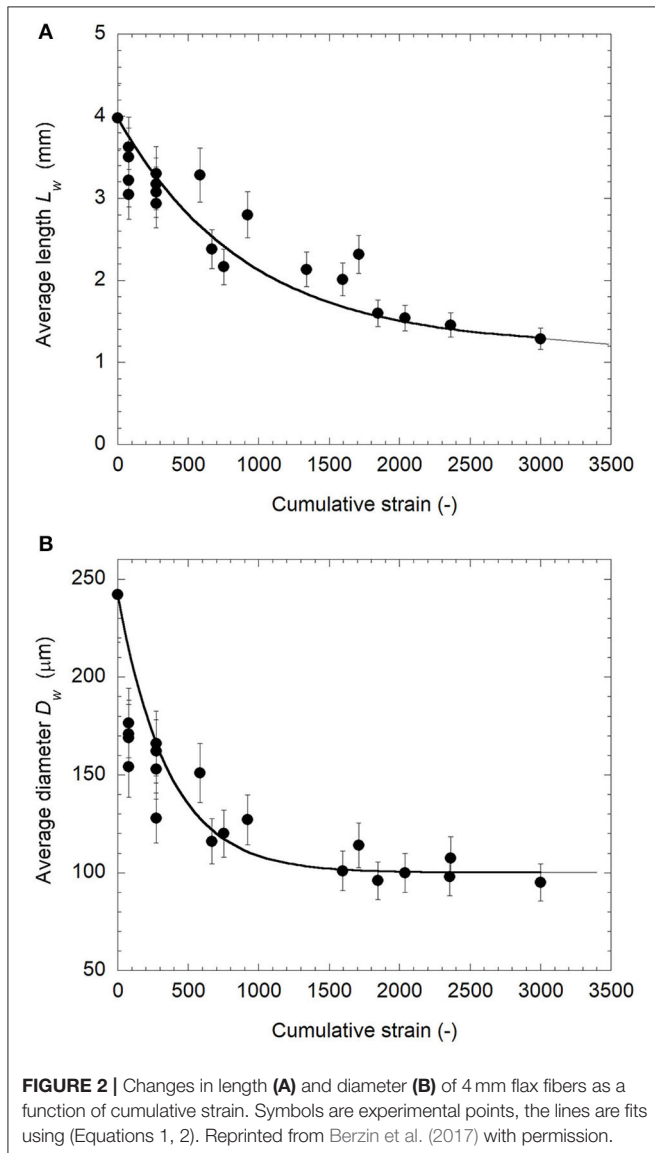 A
5
4
3
2
1
0
Average length L_w (mm)
0 500 1000 1500 2000 2500 3000 3500
Cumulative strain (-)
B
250
200
150
100
50
Average diameter D_w (µm)
0 500 1000 1500 2000 2500 3000 3500
Cumulative strain (-)
FIGURE 2 | Changes in length (A) and diameter (B) of 4 mm flax fibers as a
function of cumulative strain. Symbols are experimental points, the lines are fits
using (Equations 1, 2). Reprinted from Berzin et al. (2017) with permission.